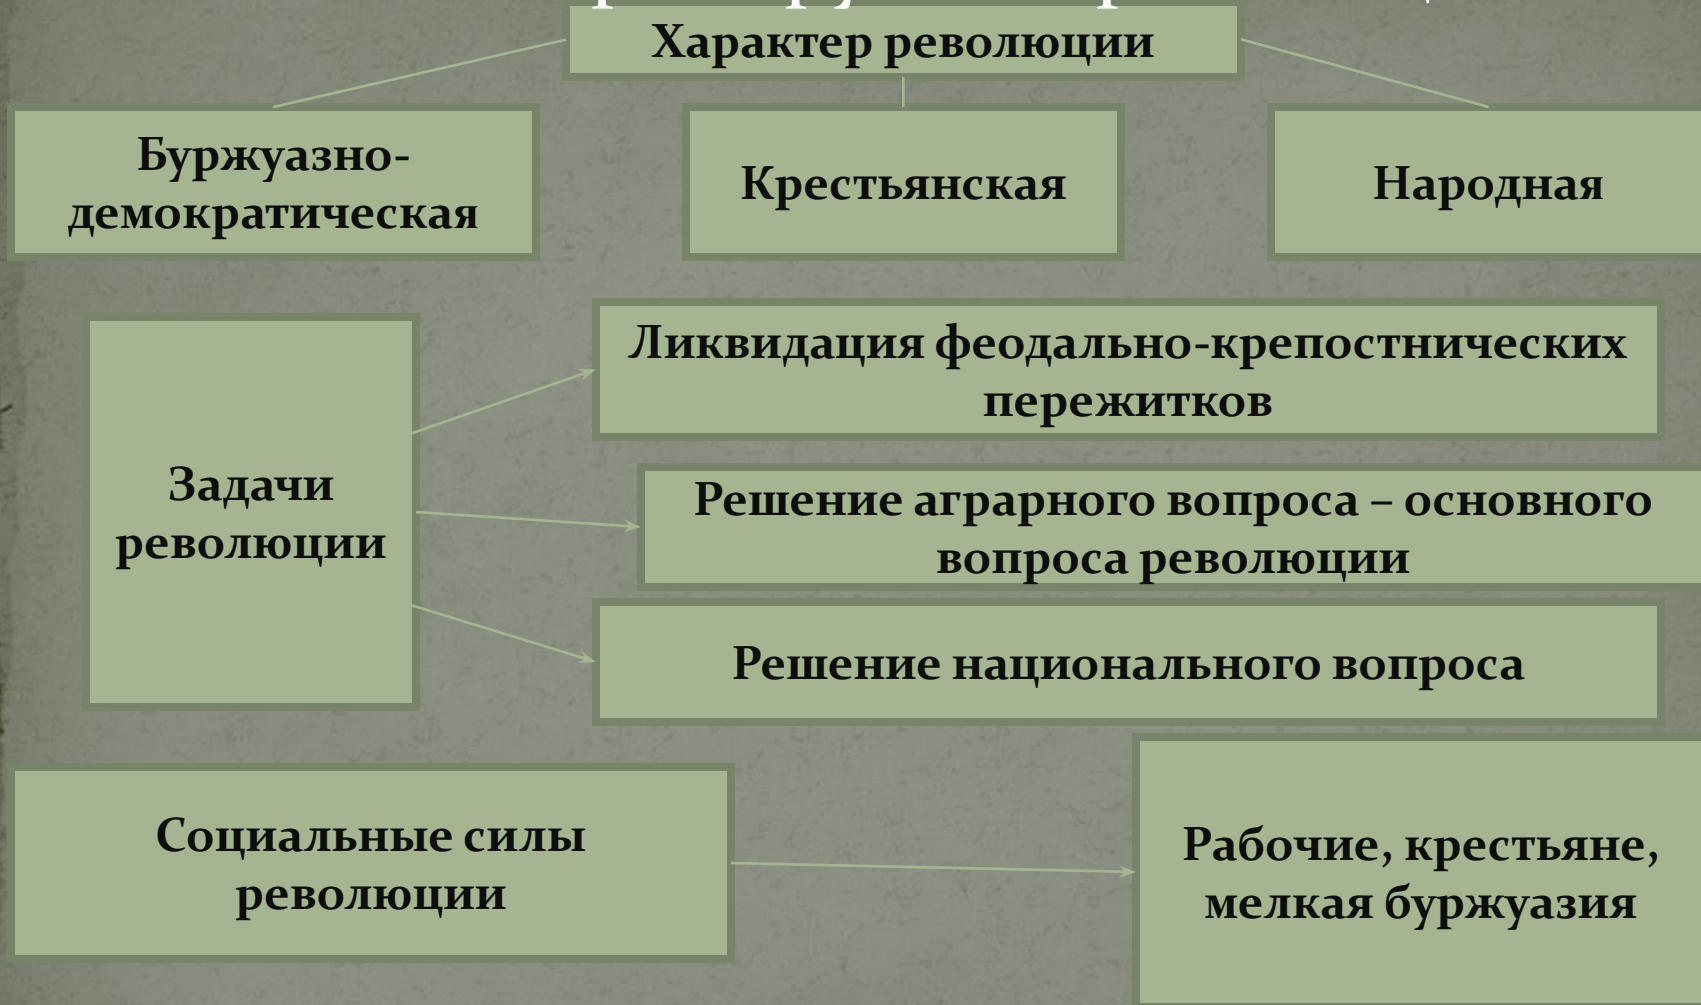 Характер революции
Буржуазно-
демократическая
Крестьянская
Народная
Ликвидация феодально-крепостнических
пережитков
Задачи
революции
Решение аграрного вопроса – основного
вопроса революции
Решение национального вопроса
Социальные силы
революции
Рабочие, крестьяне,
мелкая буржуазия